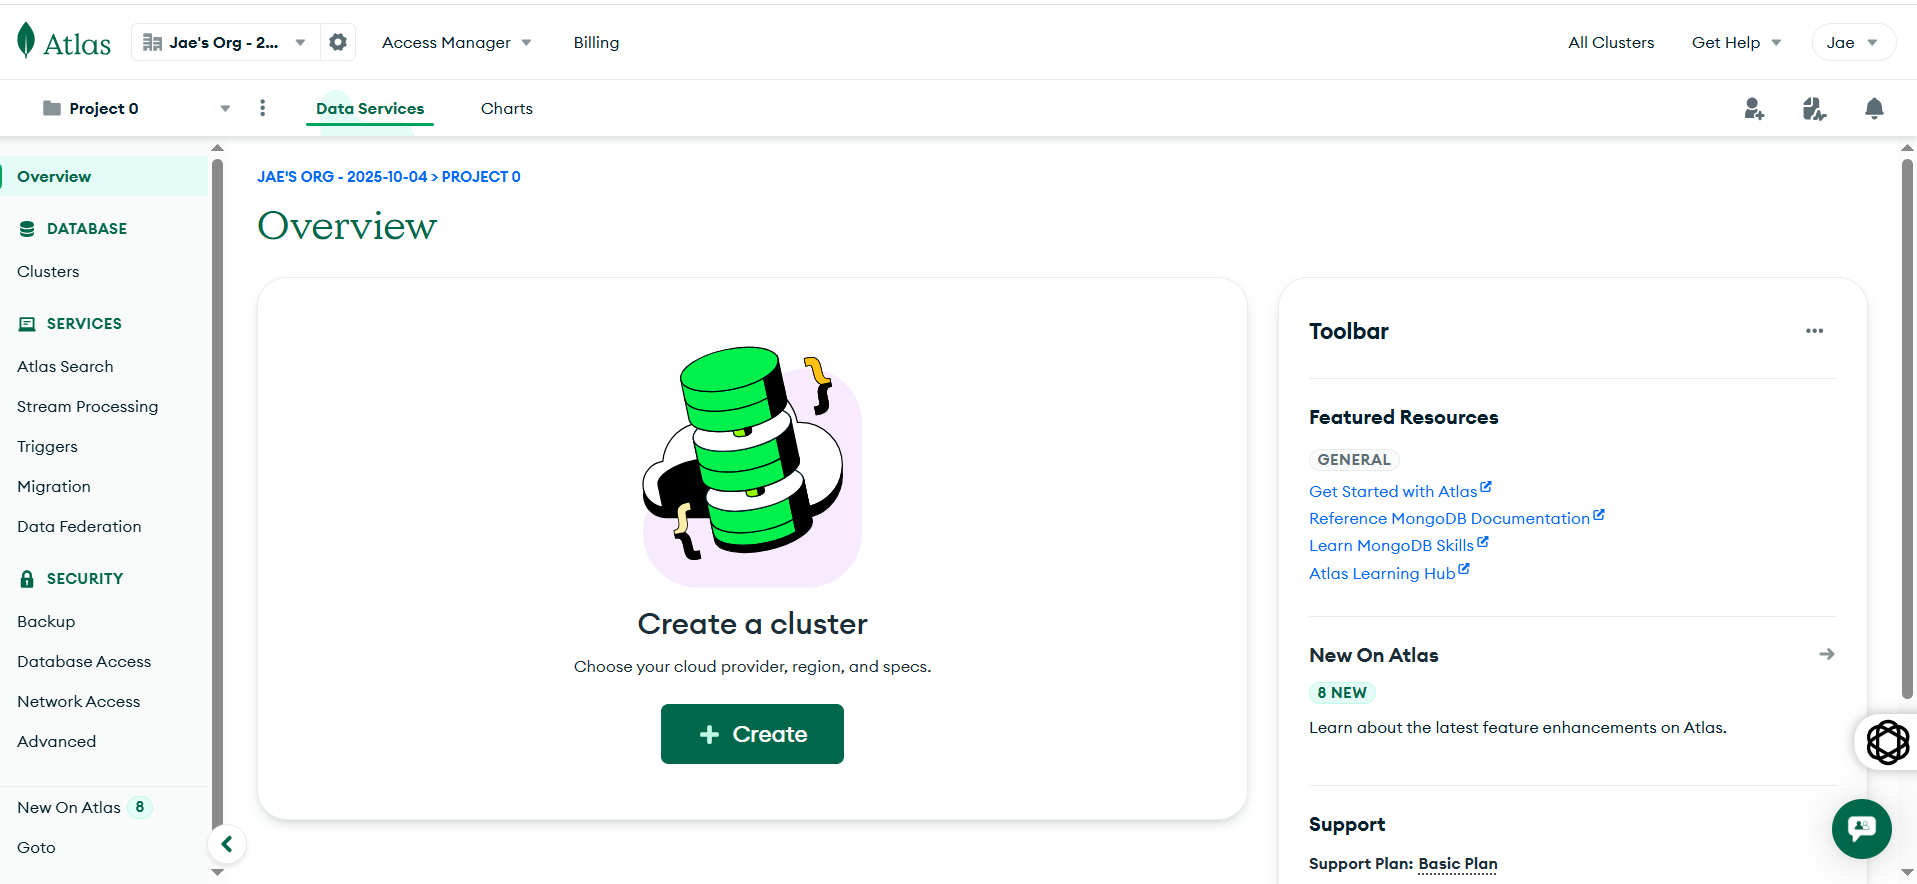 Atlas
Jae's Org - 2...
Access Manager
Billing
All Clusters
Get Help
Jae
Project 0
Data Services
Charts
Overview
DATABASE
Clusters
SERVICES
Atlas Search
Stream Processing
Triggers
Migration
Data Federation
SECURITY
Backup
Database Access
Network Access
Advanced
New On Atlas 8
Goto
JAE'S ORG - 2025-10-04 > PROJECT 0
Overview
Create a cluster
Choose your cloud provider, region, and specs.
+ Create
Toolbar
Featured Resources
GENERAL
Get Started with Atlas
Reference MongoDB Documentation
Learn MongoDB Skills
Atlas Learning Hub
New On Atlas
8 NEW
Learn about the latest feature enhancements on Atlas.
Support
Support Plan: Basic Plan